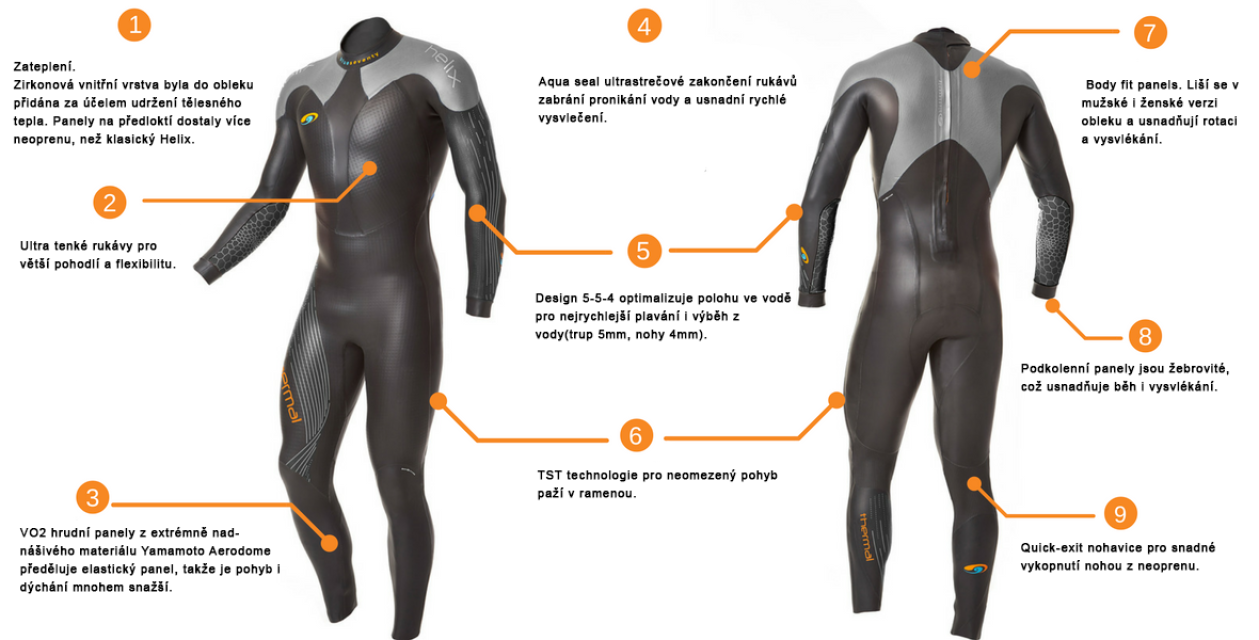 1
Zateplení.
Zirkonová vnitřní vrstva byla do obleku
přidána za účelem udržení tělesného
tepla. Panely na předloktí dostaly více
neoprenu, než klasický Helix.
2
Ultra tenké rukávy pro
větší pohodlí a flexibilitu.
3
VO2 hrudní panely z extrémně nad-
nášivého materiálu Yamamoto Aerodome
předěluje elastický panel, takže je pohyb i
dýchání mnohem snažší.
helix
ermal
4
Aqua seal ultrastrečové zakončení rukávů
zabrání pronikání vody a usnadní rychlé
vysvlečení.
5
Design 5-5-4 optimalizuje polohu ve vodě
pro nejrychlejší plavání i výběh z
vody(trup 5mm, nohy 4mm).
6
TST technologie pro neomezený pohyb
paží v ramenou.
7
Body fit panels. Liší se v
mužské i ženské verzi
obleku a usnadňují rotaci
a vysvlékání.
8
Podkolenní panely jsou žebrovité,
což usnadňuje běh i vysvlékání.
thermal
9
Quick-exit nohavice pro snadné
vykopnutí nohou z neoprenu.